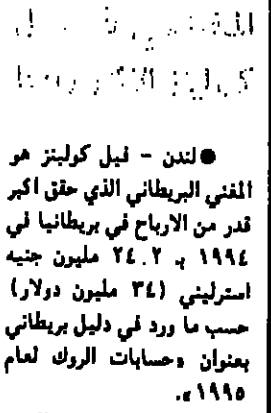 ●لندن - فيل كولينز هو
المغني البريطاني الذي حقق اكبر
قدر من الارباح في بريطانيا في
١٩٩٤ بـ ٢٤.٢ مليون جنيه
استرليني (٣٤ مليون دولار)
حسب ما ورد في دليل بريطاني
بعنوان «حسابات الروك لعام
١٩٩٥».